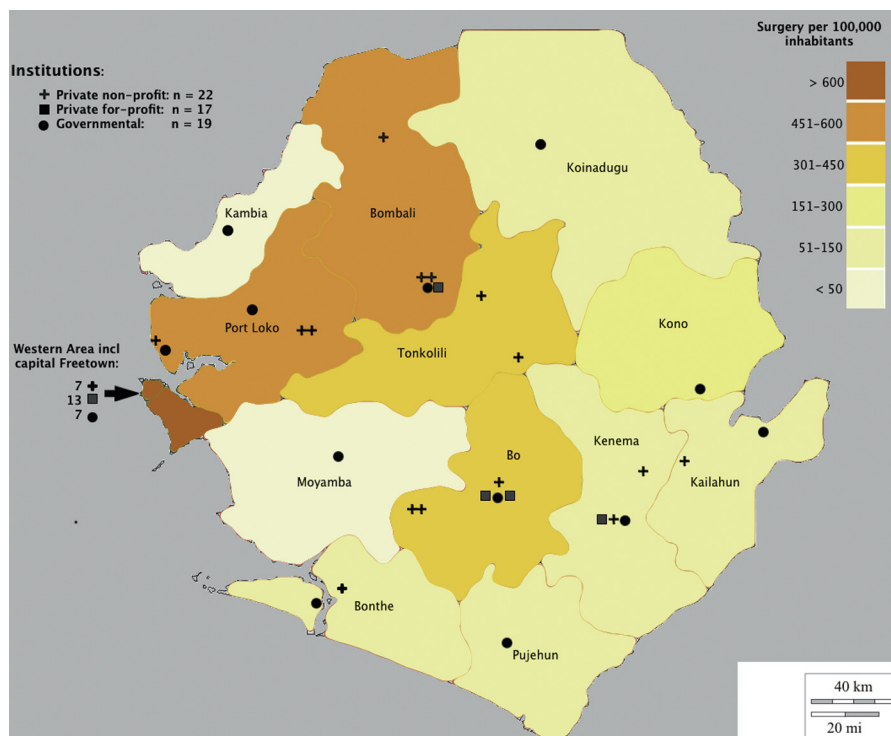 Surgery per 100,000
inhabitants
> 600
451-600
301-450
151-300
51-150
< 50
Institutions:
Private non-profit: n = 22
Private for-profit: n = 17
Governmental: n = 19
Koinadugu
Kambia
Bombali
Port Loko
Kono
Tonkolili
Western Area incl
capital Freetown:
7
13
7
Moyamba
Bo
Kenema
Kailahun
Bonthe
Pujehun
40 km
20 mi